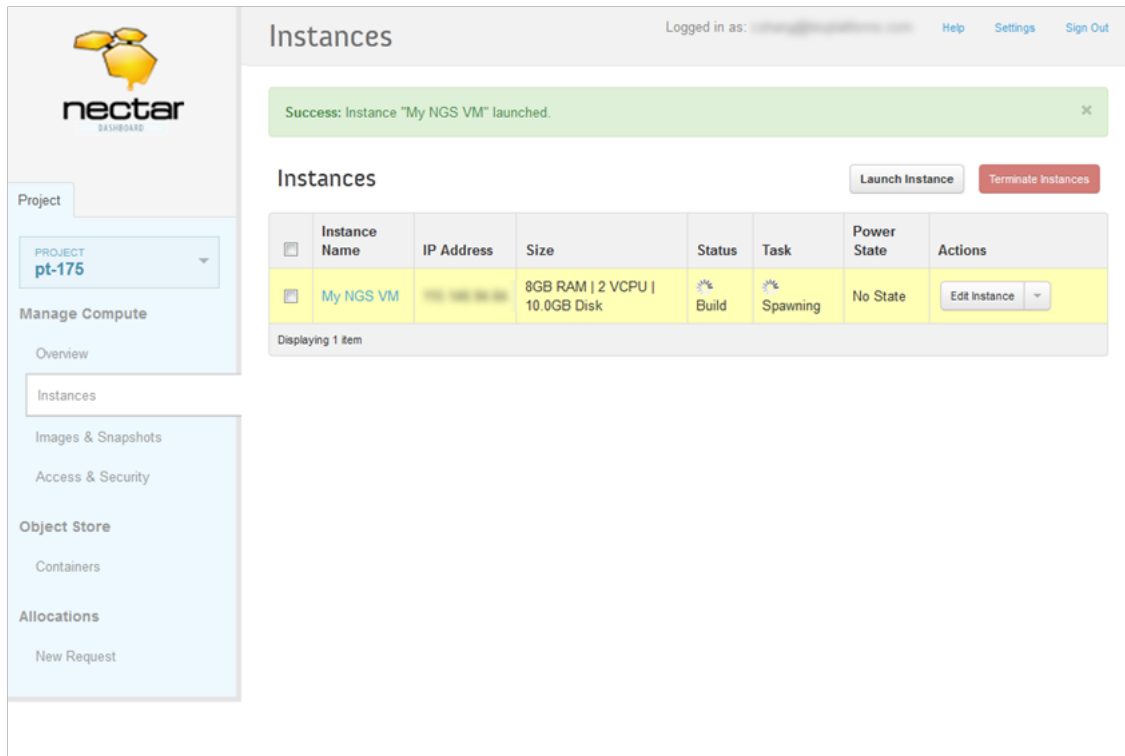 nectar
DASHBOARD
Project
PROJECT
pt-175
Manage Compute
Overview
Instances
Images & Snapshots
Access & Security
Object Store
Containers
Allocations
New Request
Instances
Logged in as:
Help
Settings
Sign Out
Success: Instance "My NGS VM" launched.
×
Instances
Launch Instance
Terminate Instances
Instance
Name
IP Address
Size
Status
Task
Power
State
Actions
My NGS VM
8GB RAM | 2 VCPU |
10.0GB Disk
Build
Spawning
No State
Edit Instance
Displaying 1 item